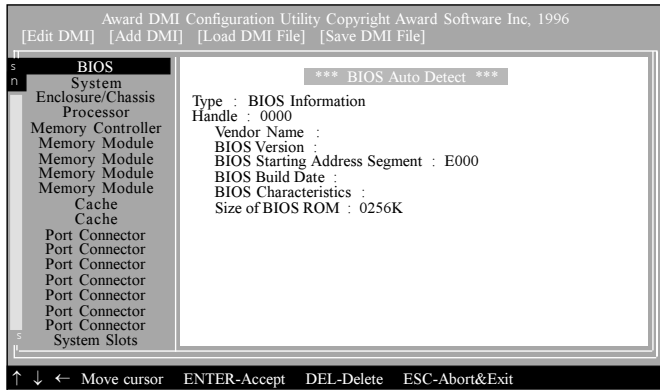 Award DMI Configuration Utility Copyright Award Software Inc, 1996
[Edit DMI] [Add DMI] [Load DMI File] [Save DMI File]
s
n
BIOS
System
Enclosure/Chassis
Processor
Memory Controller
Memory Module
Memory Module
Memory Module
Memory Module
Cache
Cache
Port Connector
Port Connector
Port Connector
Port Connector
Port Connector
Port Connector
Port Connector
System Slots
s
*** BIOS Auto Detect ***
Type : BIOS Information
Handle : 0000
Vendor Name :
BIOS Version :
BIOS Starting Address Segment : E000
BIOS Build Date :
BIOS Characteristics :
Size of BIOS ROM : 0256K
↑ ↓ ← Move cursor ENTER-Accept DEL-Delete ESC-Abort&Exit